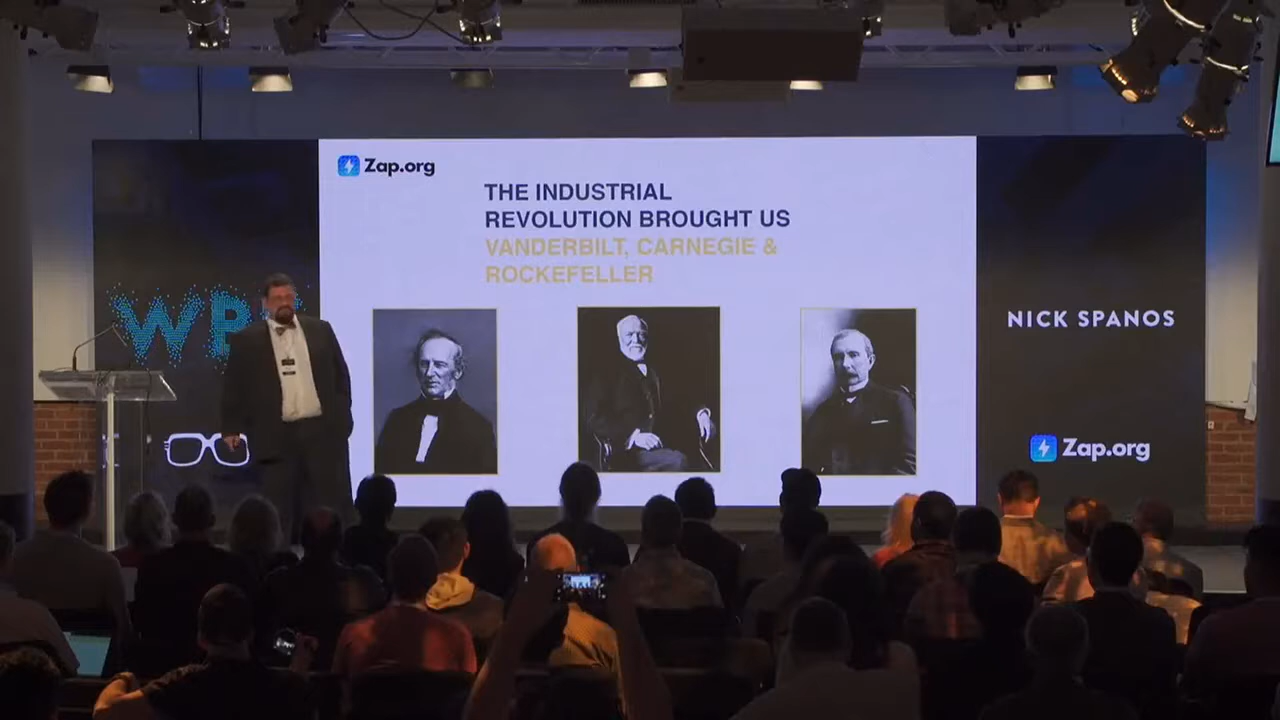 Zap.org
THE INDUSTRIAL
REVOLUTION BROUGHT US
VANDERBILT, CARNEGIE &
ROCKEFELLER
NICK SPANOS
Zap.org